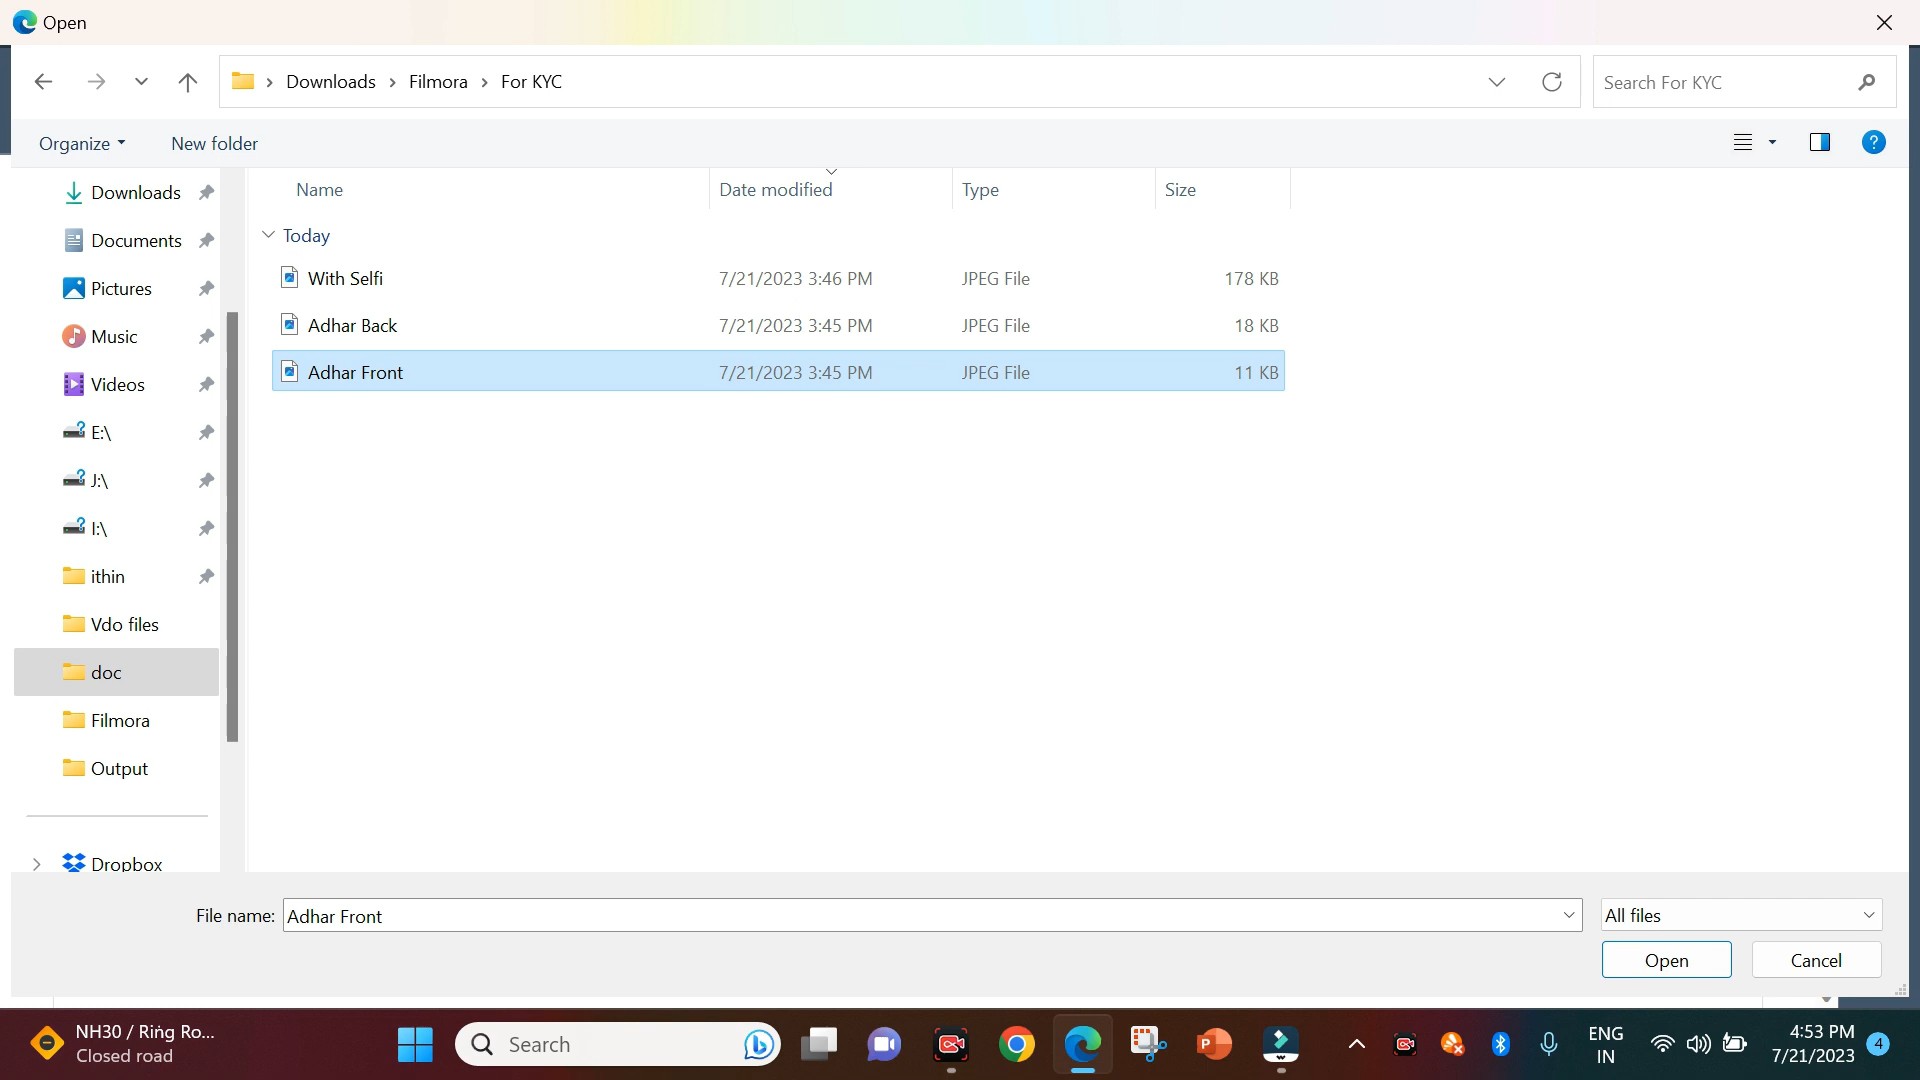 Open
Downloads > Filmora > For KYC
Search For KYC
Organize
New folder
?
Name
Date modified
Type
Size
Downloads
Documents
Pictures
Music
Videos
E:\
J:\
I:\
ithin
Vdo files
doc
Filmora
Output
Dropbox
Today
With Selfi 7/21/2023 3:46 PM JPEG File 178 KB
Adhar Back 7/21/2023 3:45 PM JPEG File 18 KB
Adhar Front 7/21/2023 3:45 PM JPEG File 11 KB
File name: Adhar Front
All files
Open
Cancel
NH30 / Ring Ro...
Closed road
Search
ENG
IN
4:53 PM
7/21/2023
4